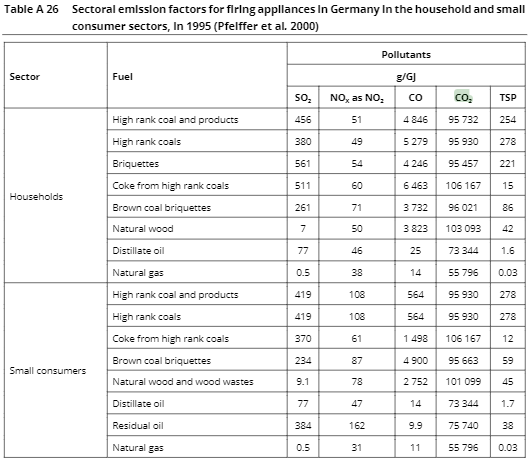 Table A 26 Sectoral emission factors for firing appliances in Germany in the household and small
consumer sectors, in 1995 (Pfeiffer et al. 2000)
Sector Fuel Pollutants
g/GJ
SO₂ NOₓ as NO₂ CO CO₂ TSP
Households
High rank coal and products 456 51 4 846 95 732 254
High rank coals 380 49 5 279 95 930 278
Briquettes 561 54 4 246 95 457 221
Coke from high rank coals 511 60 6 463 106 167 15
Brown coal briquettes 261 71 3 732 96 021 86
Natural wood 7 50 3 823 103 093 42
Distillate oil 77 46 25 73 344 1.6
Natural gas 0.5 38 14 55 796 0.03
Small consumers
High rank coal and products 419 108 564 95 930 278
High rank coals 419 108 564 95 930 278
Coke from high rank coals 370 61 1 498 106 167 12
Brown coal briquettes 234 87 4 900 95 663 59
Natural wood and wood wastes 9.1 78 2 752 101 099 45
Distillate oil 77 47 14 73 344 1.7
Residual oil 384 162 9.9 75 740 38
Natural gas 0.5 31 11 55 796 0.03